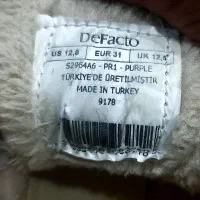 DeFacto
US 12,5 EUR 31 UK 12,5
S2964A6 - PR1 - PURPLE
TÜRKİYE'DE ÜRETİLMİŞTİR
MADE IN TURKEY
9178